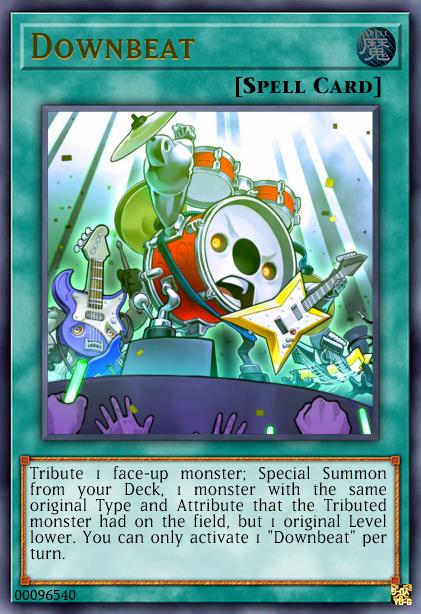 DOWNBEAT
魔
[SPELL CARD]
Tribute 1 face-up monster; Special Summon
from your Deck, 1 monster with the same
original Type and Attribute that the Tributed
monster had on the field, but 1 original Level
lower. You can only activate 1 "Downbeat" per
turn.
00096540